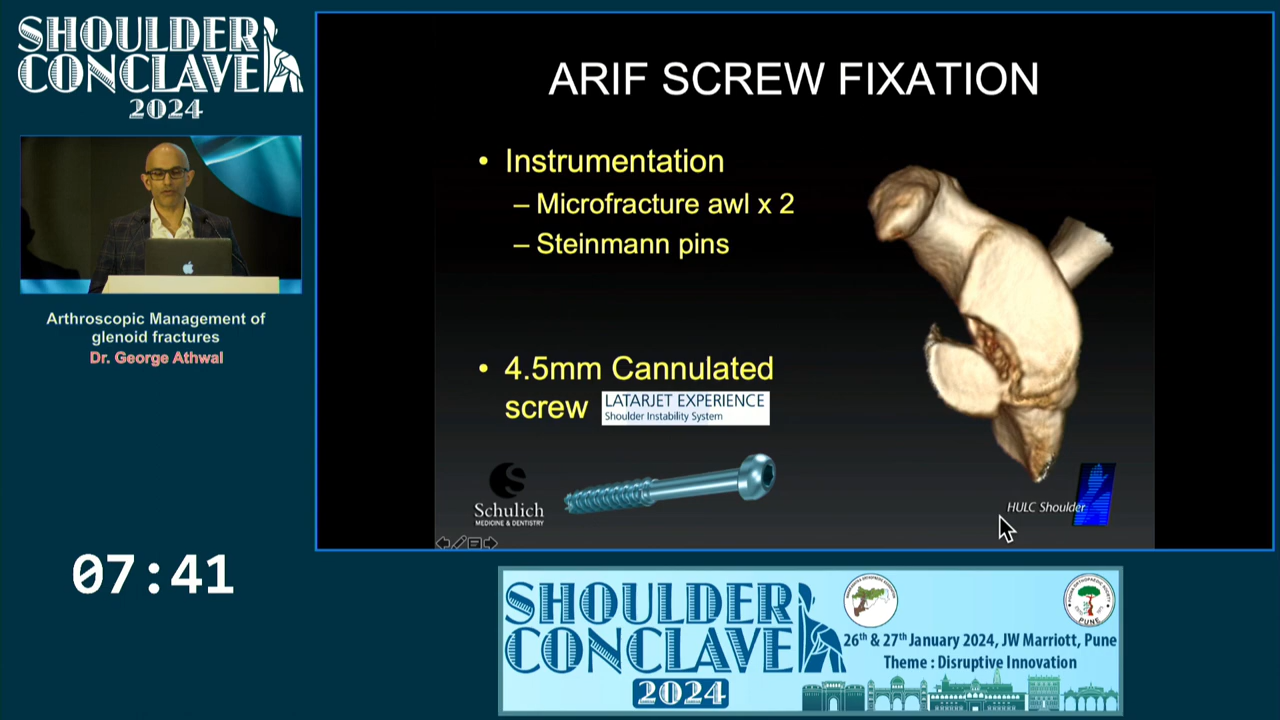 SHOULDER
CONCLAVE
2024
Arthroscopic Management of
glenoid fractures
Dr. George Athwal
07:41
ARIF SCREW FIXATION
• Instrumentation
– Microfracture awl x 2
– Steinmann pins
• 4.5mm Cannulated
screw
LATARJET EXPERIENCE
Shoulder Instability System
Schulich
MEDICINE & DENTISTRY
HULC Shoulder
SHOULDER
CONCLAVE
2024
PUNE
26th & 27th January 2024, JW Marriott, Pune
Theme : Disruptive Innovation